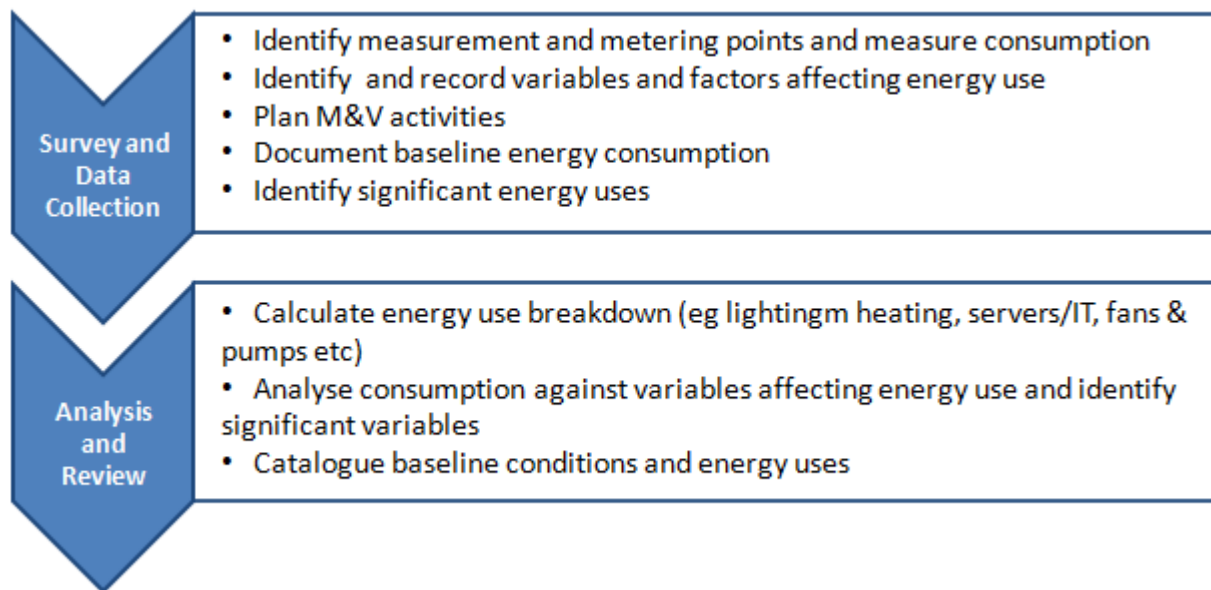 Survey and
Data
Collection
• Identify measurement and metering points and measure consumption
• Identify and record variables and factors affecting energy use
• Plan M&V activities
• Document baseline energy consumption
• Identify significant energy uses
Analysis
and
Review
• Calculate energy use breakdown (eg lightingm heating, servers/IT, fans &
pumps etc)
• Analyse consumption against variables affecting energy use and identify
significant variables
• Catalogue baseline conditions and energy uses